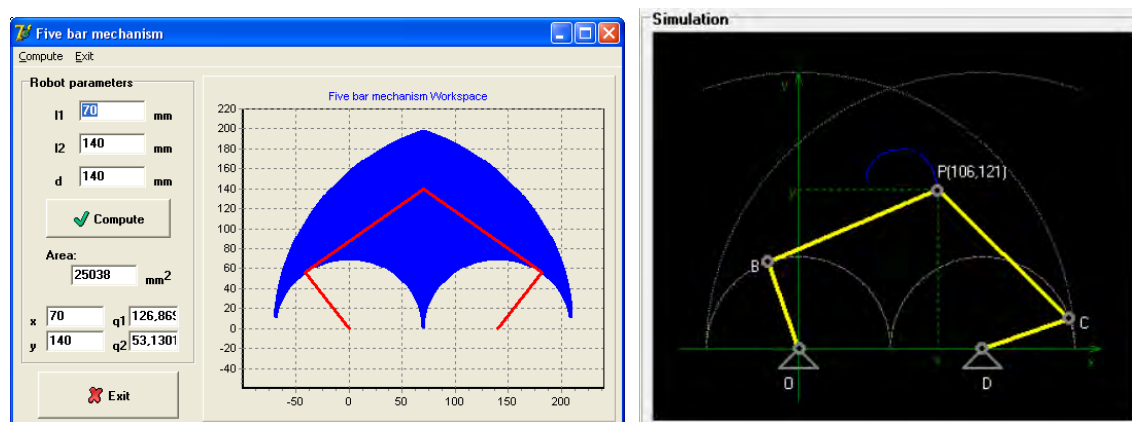 Five bar mechanism
Compute Exit
Robot parameters
l1 70 mm
l2 140 mm
d 140 mm
Compute
Area:
25038 mm2
x 70 q1 126,869
y 140 q2 53,1301
Exit
Five bar mechanism Workspace
220
200
180
160
140
120
100
80
60
40
20
0
-20
-40
-50 0 50 100 150 200
Simulation
y
P(106,121)
y
B
C
x
x
O
D